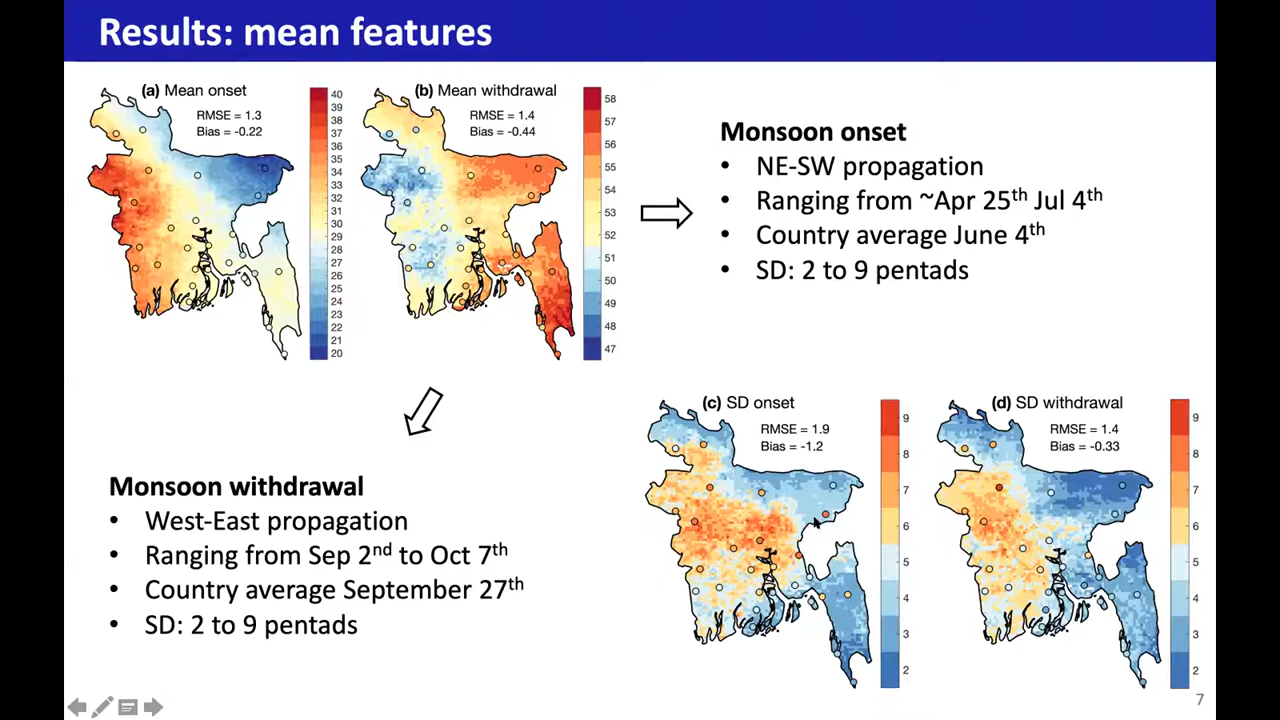 Results: mean features
(a) Mean onset
RMSE = 1.3
Bias = -0.22
40
39
38
37
36
35
34
33
32
31
30
29
28
27
26
25
24
23
22
21
20
(b) Mean withdrawal
RMSE = 1.4
Bias = -0.44
58
57
56
55
54
53
52
51
50
49
48
47
Monsoon onset
• NE-SW propagation
• Ranging from ~Apr 25th Jul 4th
• Country average June 4th
• SD: 2 to 9 pentads
Monsoon withdrawal
• West-East propagation
• Ranging from Sep 2nd to Oct 7th
• Country average September 27th
• SD: 2 to 9 pentads
(c) SD onset
RMSE = 1.9
Bias = -1.2
9
8
7
6
5
4
3
2
(d) SD withdrawal
RMSE = 1.4
Bias = -0.33
9
8
7
6
5
4
3
2
7